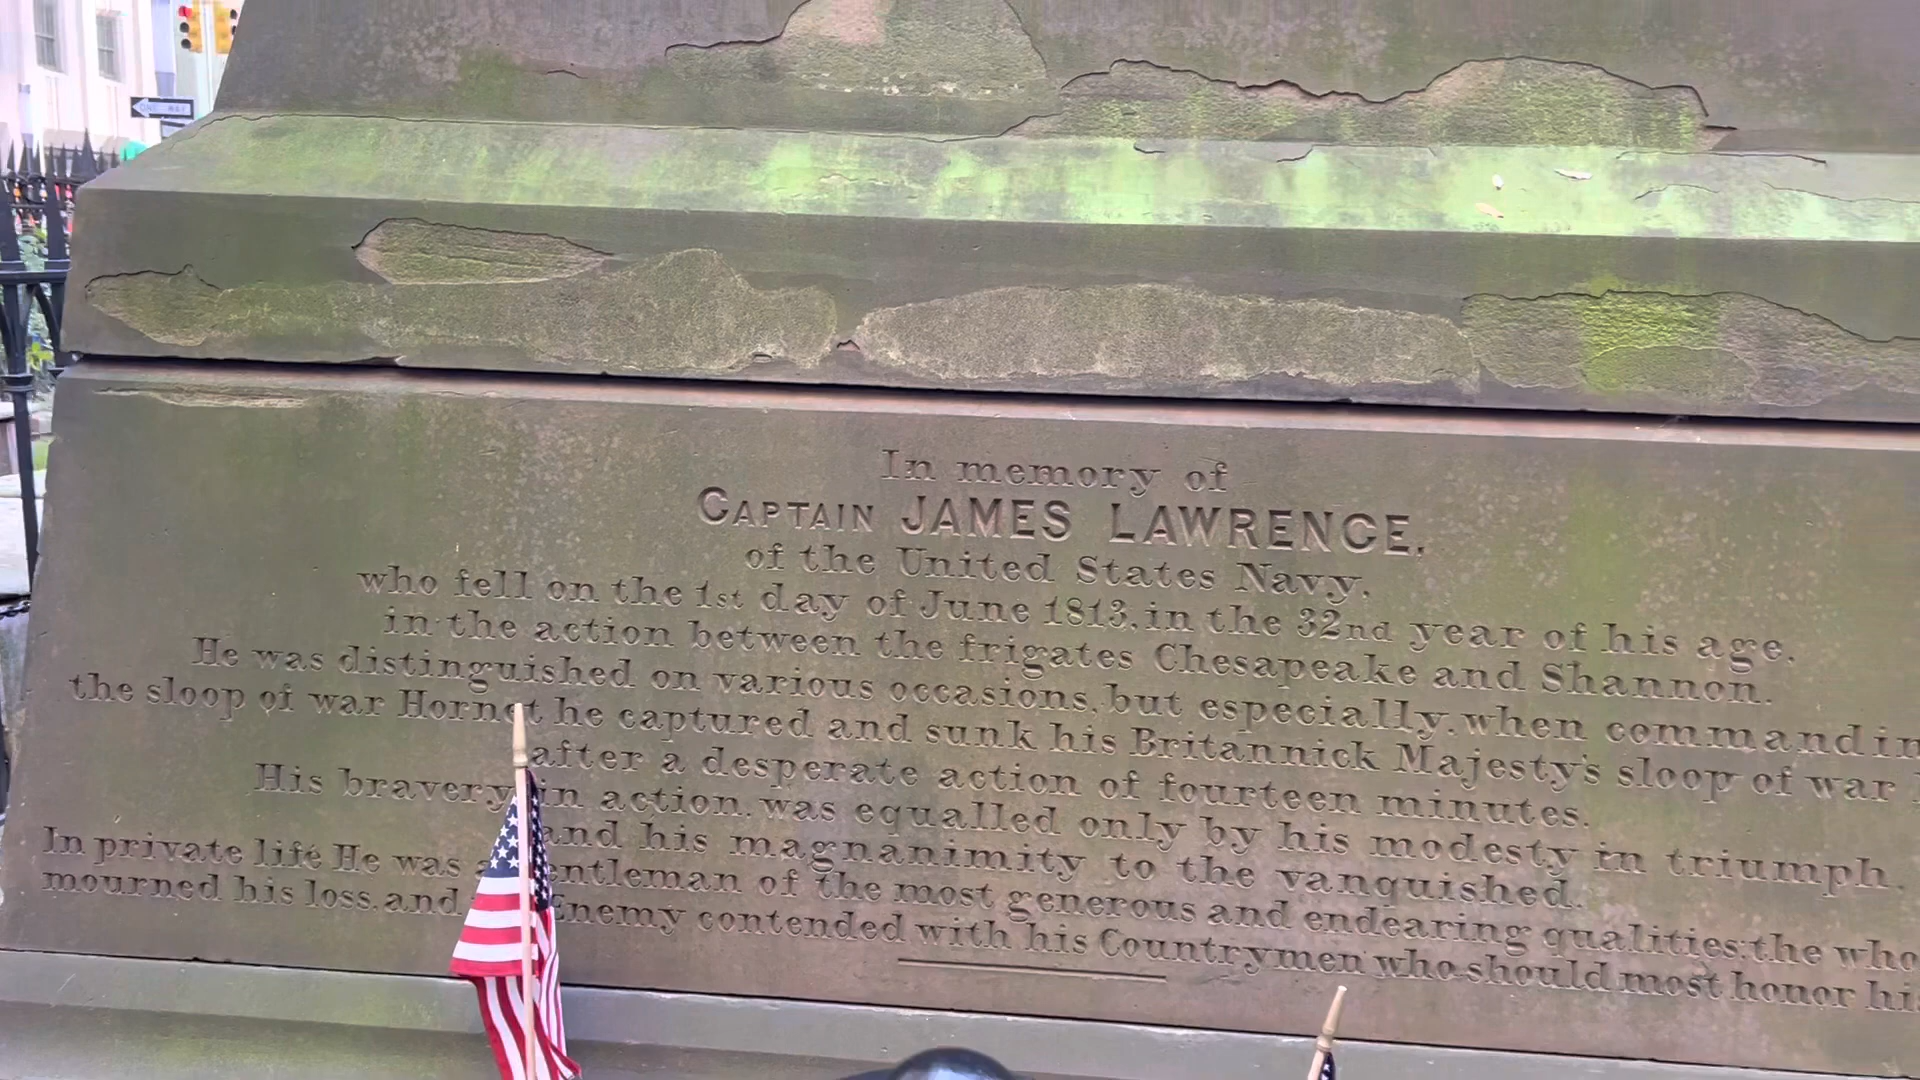 ONE WAY
In memory of
CAPTAIN JAMES LAWRENCE.
of the United States Navy.
who fell on the 1st day of June 1813, in the 32nd year of his age.
in the action between the frigates Chesapeake and Shannon.
He was distinguished on various occasions, but especially, when commandin
the sloop of war Hornet he captured and sunk his Britannick Majesty's sloop of war
after a desperate action of fourteen minutes.
His bravery in action, was equalled only by his modesty in triumph,
and his magnanimity to the vanquished.
In private life He was a entleman of the most generous and endearing qualities; the who
mourned his loss, and Enemy contended with his Countrymen who should most honor hi